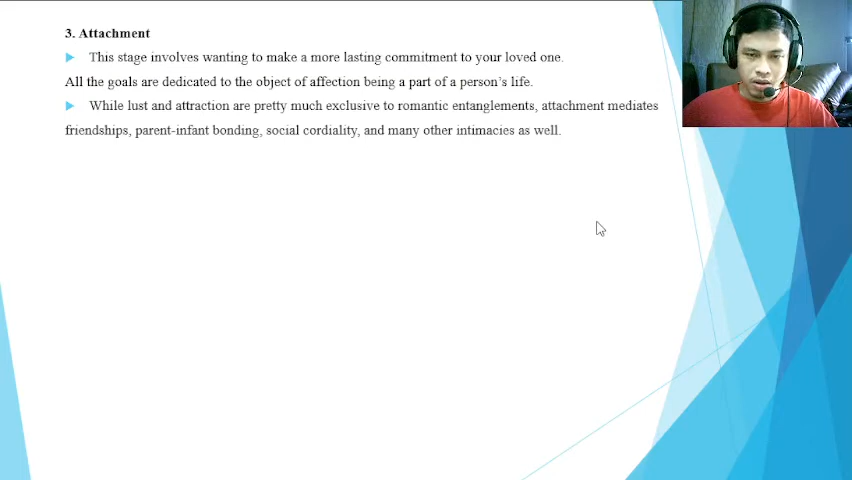 3. Attachment
This stage involves wanting to make a more lasting commitment to your loved one.
All the goals are dedicated to the object of affection being a part of a person's life.
While lust and attraction are pretty much exclusive to romantic entanglements, attachment mediates
friendships, parent-infant bonding, social cordiality, and many other intimacies as well.